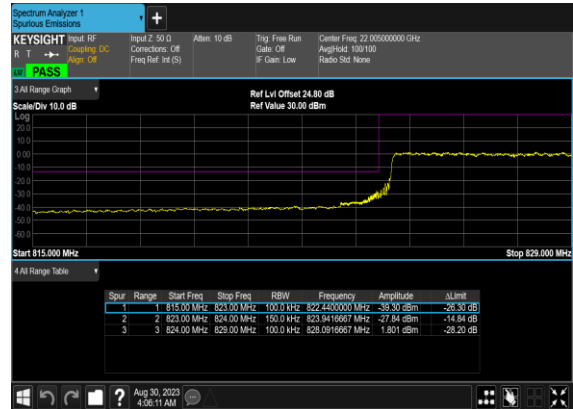 Spectrum Analyzer 1
Spurious Emissions
KEYSIGHT
R T
LW PASS
Input: RF
Coupling: DC
Align: Off
Input Z: 50 Ω
Corrections: Off
Freq Ref: Int (S)
Atten: 10 dB
Trig: Free Run
Gate: Off
IF Gain: Low
Center Freq: 22.005000000 GHz
Avg|Hold: 100/100
Radio Std: None
3 All Range Graph
Ref Lvl Offset 24.80 dB
Scale/Div 10.0 dB
Ref Value 30.00 dBm
Log
20.0
10.0
0.00
-10.0
-20.0
-30.0
-40.0
-50.0
-60.0
Start 815.000 MHz
Stop 829.000 MHz
4 All Range Table
Spur Range Start Freq Stop Freq RBW Frequency Amplitude ΔLimit
1 1 815.00 MHz 823.00 MHz 100.0 kHz 822.4400000 MHz -39.30 dBm -26.30 dB
2 2 823.00 MHz 824.00 MHz 150.0 kHz 823.9416667 MHz -27.84 dBm -14.84 dB
3 3 824.00 MHz 829.00 MHz 100.0 kHz 828.0916667 MHz 1.801 dBm -28.20 dB
?
Aug 30, 2023
4:06:11 AM